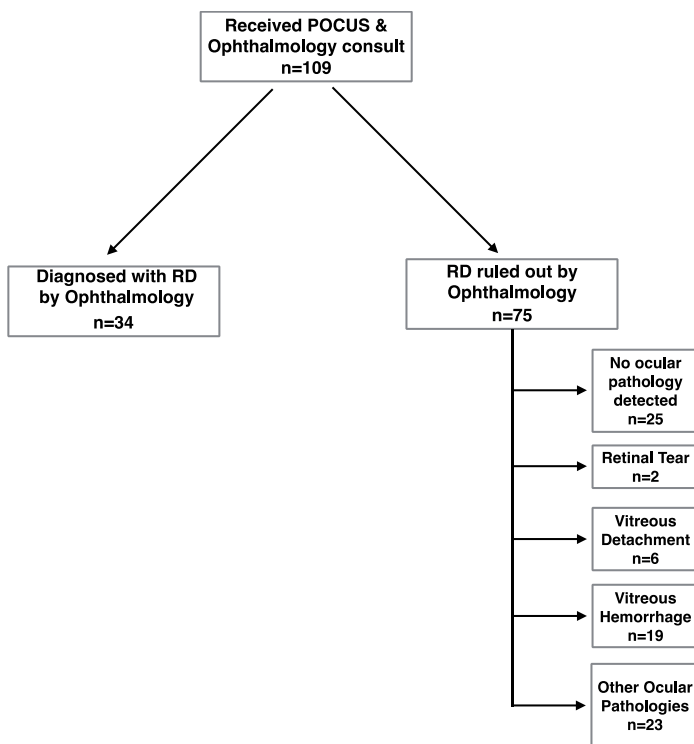 Received POCUS &
Ophthalmology consult
n=109
Diagnosed with RD
by Ophthalmology
n=34
RD ruled out by
Ophthalmology
n=75
No ocular
pathology
detected
n=25
Retinal Tear
n=2
Vitreous
Detachment
n=6
Vitreous
Hemorrhage
n=19
Other Ocular
Pathologies
n=23